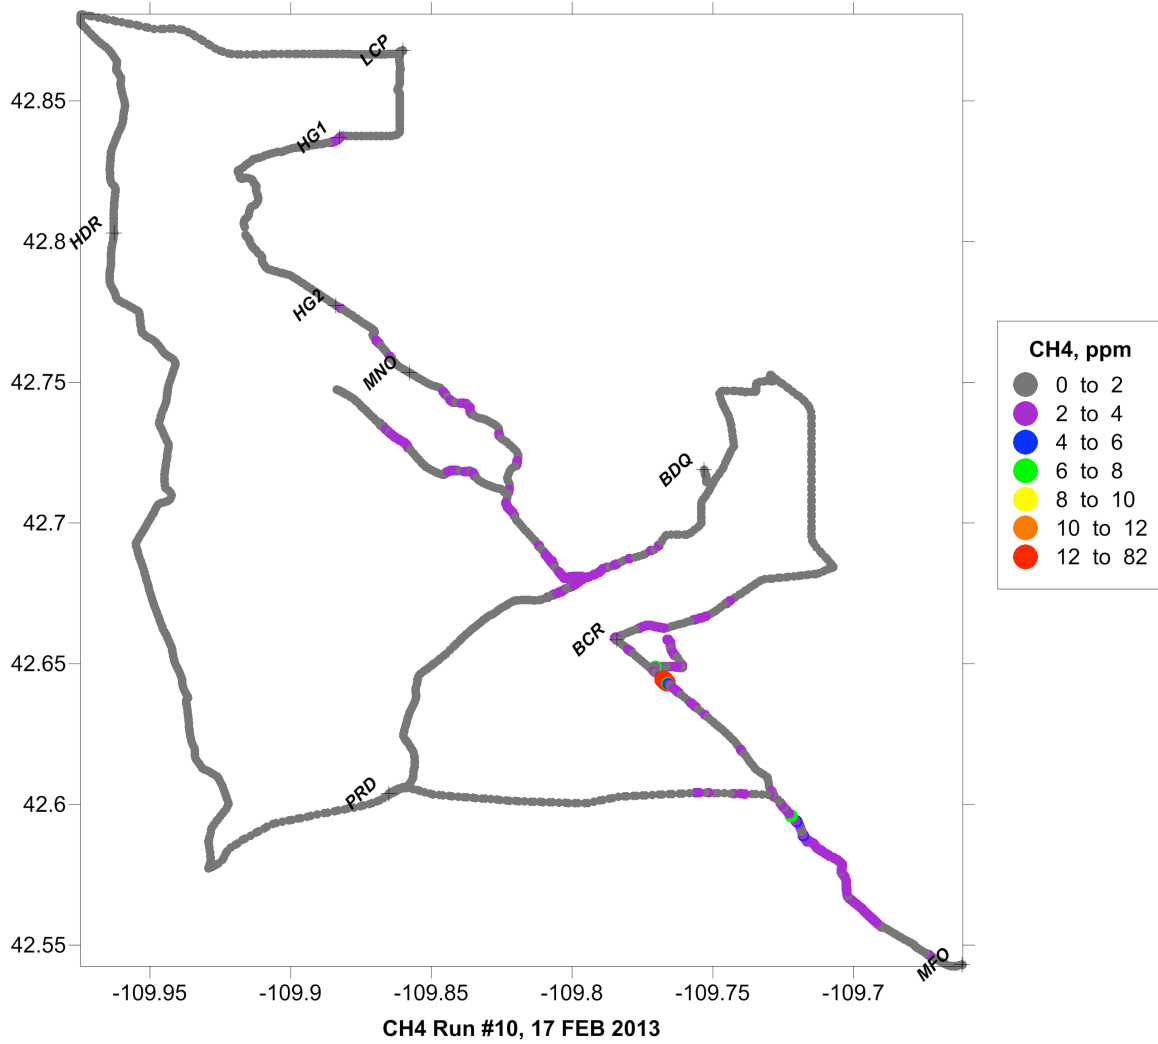 LCP
42.85
HG1
HDR
42.8
HG2
CH4, ppm
MNO
42.75
0 to 2
2 to 4
4 to 6
BDQ
6 to 8
8 to 10
42.7
10 to 12
12 to 82
BCR
42.65
PRD
42.6
42.55
MFO
-109.95
-109.9
-109.85
-109.8
-109.75
-109.7
CH4 Run #10, 17 FEB 2013